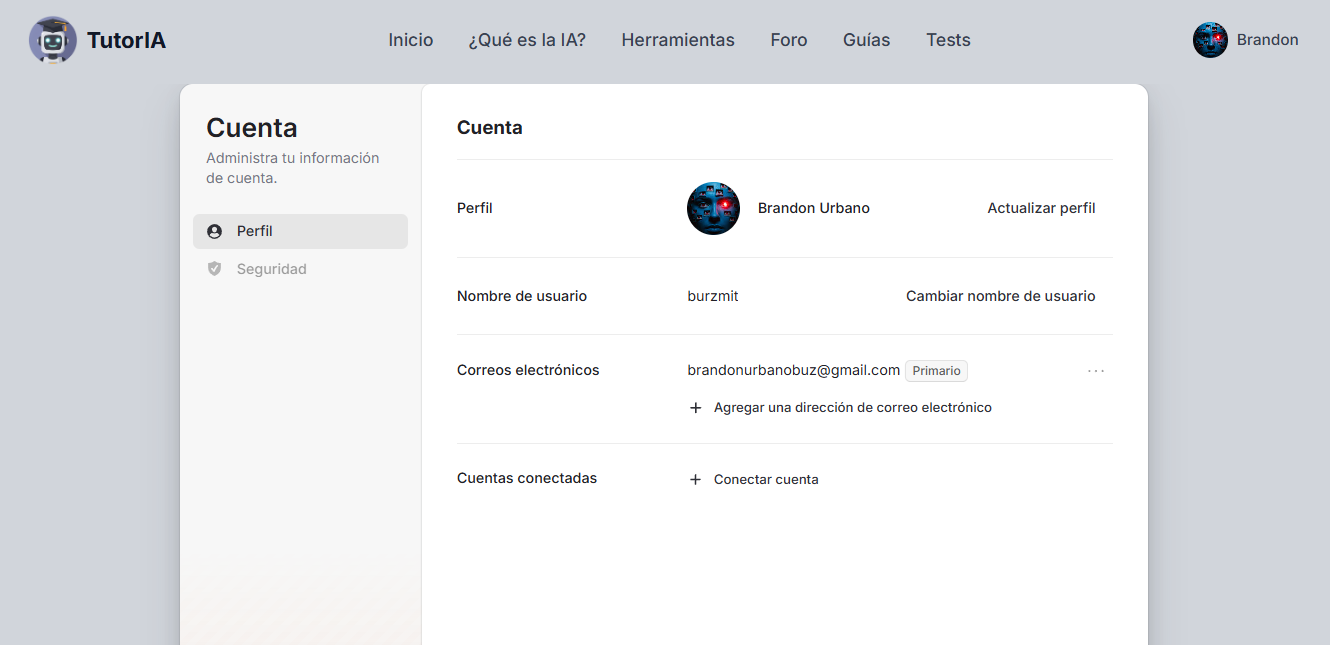 TutorIA
Inicio
¿Qué es la IA?
Herramientas
Foro
Guías
Tests
Brandon
Cuenta
Administra tu información
de cuenta.
Perfil
Seguridad
Cuenta
Perfil
Brandon Urbano
Actualizar perfil
Nombre de usuario
burzmit
Cambiar nombre de usuario
Correos electrónicos
brandonurbanobuz@gmail.com
Primario
Agregar una dirección de correo electrónico
Cuentas conectadas
Conectar cuenta